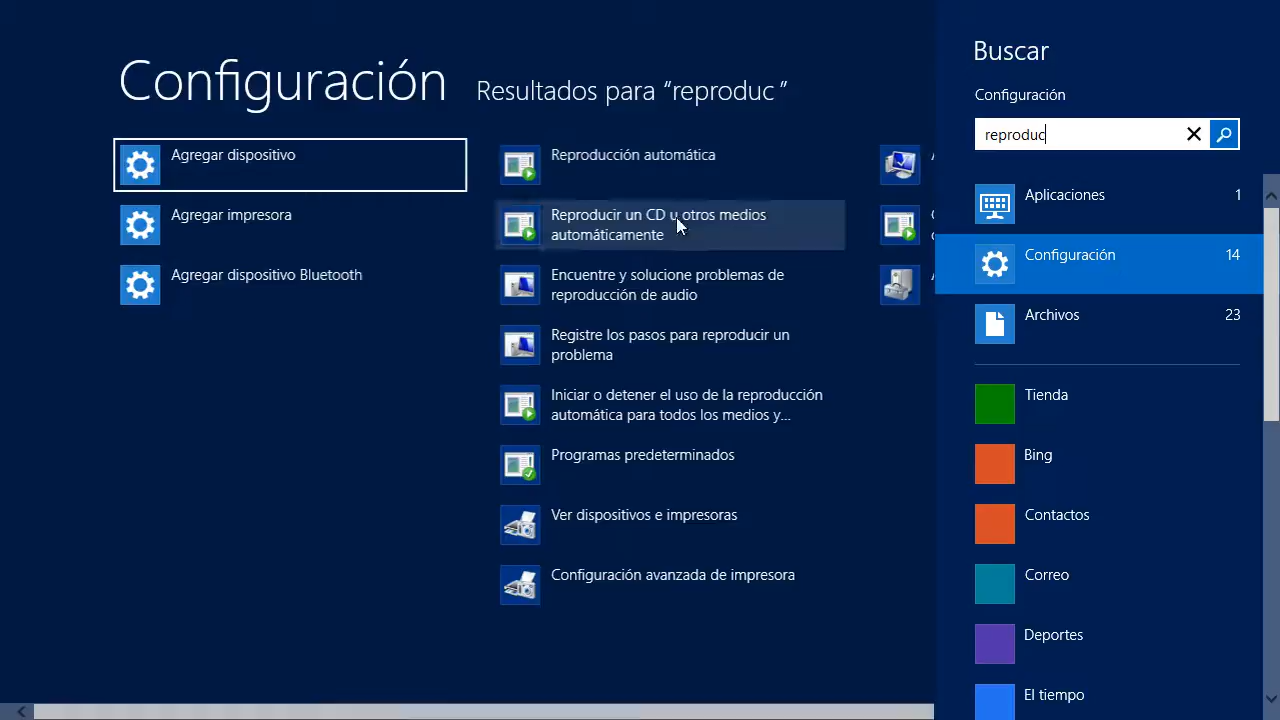 Configuración
Resultados para “reproduc ”
Agregar dispositivo
Agregar impresora
Agregar dispositivo Bluetooth
Reproducción automática
Reproducir un CD u otros medios
automáticamente
Encuentre y solucione problemas de
reproducción de audio
Registre los pasos para reproducir un
problema
Iniciar o detener el uso de la reproducción
automática para todos los medios y...
Programas predeterminados
Ver dispositivos e impresoras
Configuración avanzada de impresora
Buscar
Configuración
reproduc
Aplicaciones 1
Configuración 14
Archivos 23
Tienda
Bing
Contactos
Correo
Deportes
El tiempo